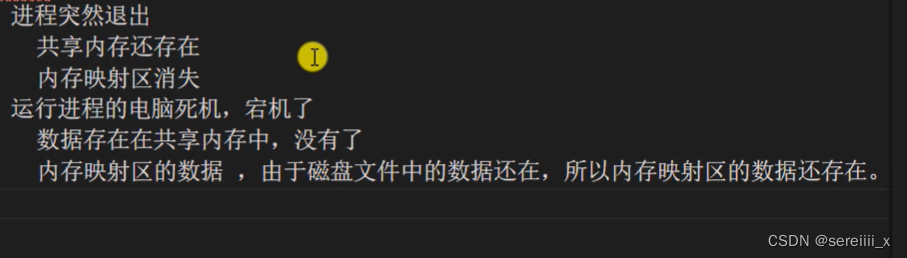 进程突然退出
共享内存还存在
内存映射区消失
运行进程的电脑死机，宕机了
数据存在在共享内存中，没有了
内存映射区的数据 ，由于磁盘文件中的数据还在，所以内存映射区的数据还存在。
CSDN @sereiiii_x